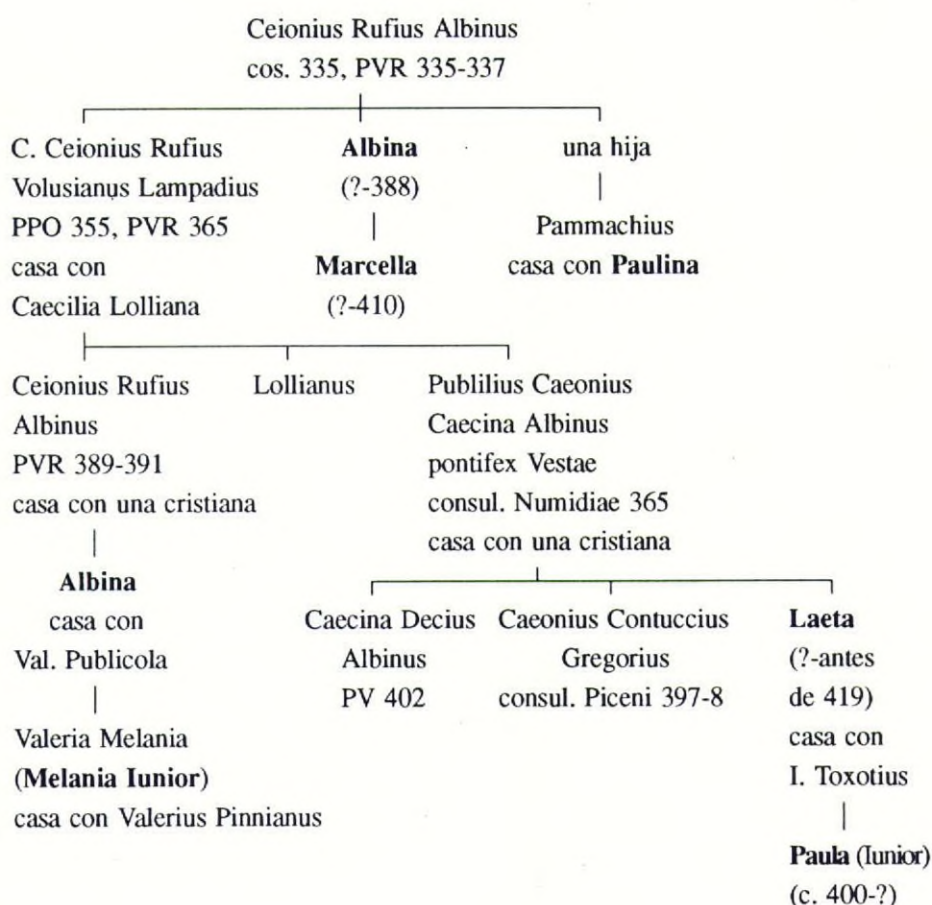 Ceionius Rufius Albinus
cos. 335, PVR 335-337
C. Ceionius Rufius
Volusianus Lampadius
PPO 355, PVR 365
casa con
Caecilia Lolliana
Albina
(?-388)
Marcella
(?-410)
una hija
Pammachius
casa con Paulina
Ceionius Rufius
Albinus
PVR 389-391
casa con una cristiana
Albina
casa con
Val. Publicola
Valeria Melania
(Melania Iunior)
casa con Valerius Pinnianus
Lollianus
Publilius Caeonius
Caecina Albinus
pontifex Vestae
consul. Numidiae 365
casa con una cristiana
Caecina Decius
Albinus
PV 402
Caeonius Contuccius
Gregorius
consul. Piceni 397-8
Laeta
(?-antes
de 419)
casa con
I. Toxotius
Paula (Iunior)
(c. 400-?)